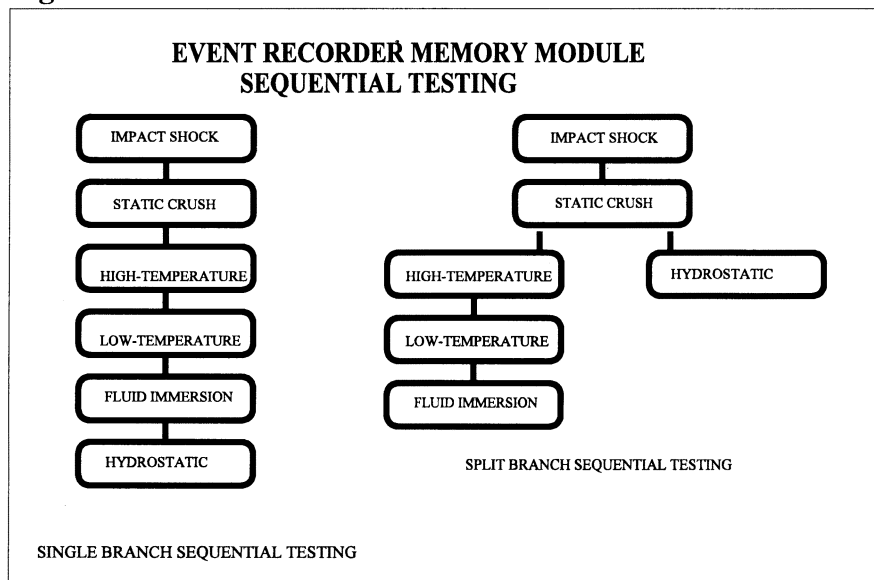 EVENT RECORDER MEMORY MODULE
SEQUENTIAL TESTING
IMPACT SHOCK
STATIC CRUSH
HIGH-TEMPERATURE
LOW-TEMPERATURE
FLUID IMMERSION
HYDROSTATIC
SINGLE BRANCH SEQUENTIAL TESTING
IMPACT SHOCK
STATIC CRUSH
HIGH-TEMPERATURE
HYDROSTATIC
LOW-TEMPERATURE
FLUID IMMERSION
SPLIT BRANCH SEQUENTIAL TESTING